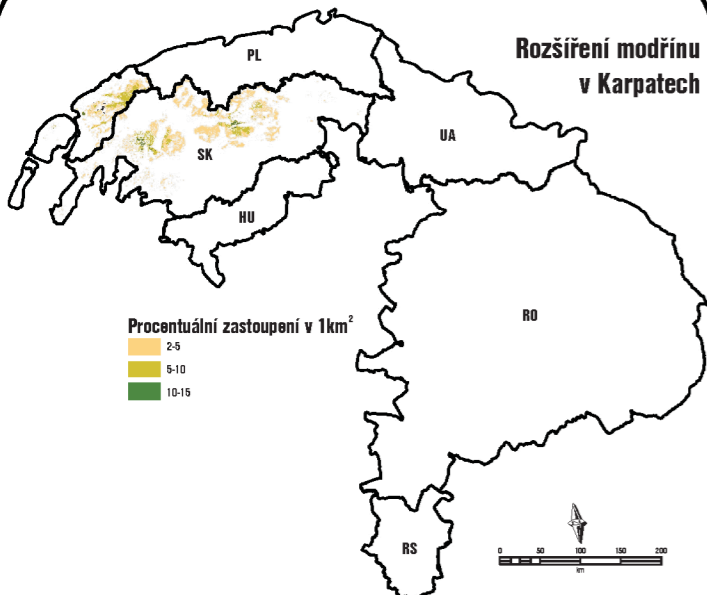 Rozšíření modřínu
v Karpatech
PL
UA
SK
HU
RO
RS
Procentuální zastoupení v 1km²
2-5
5-10
10-15
0 50 100 150 200
km